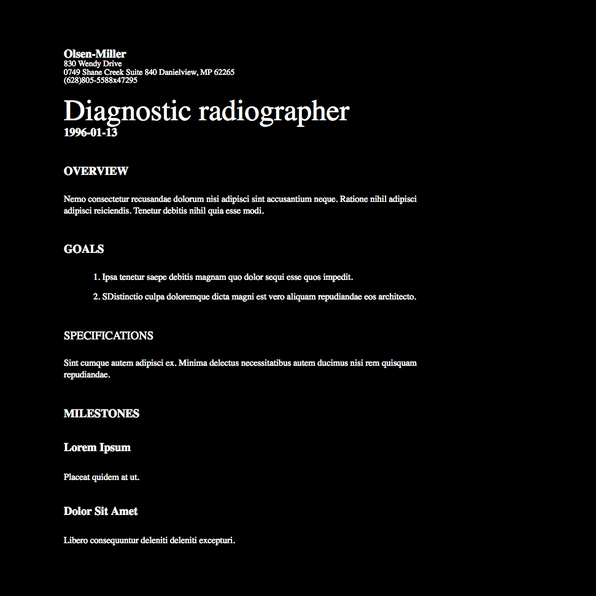 Olsen-Miller
830 Wendy Drive
0749 Shane Creek Suite 840 Danielview, MP 62265
(628)805-5588x47295
Diagnostic radiographer
1996-01-13
OVERVIEW
Nemo consectetur recusandae dolorum nisi adipisci sint accusantium neque. Ratione nihil adipisci
adipisci reiciendis. Tenetur debitis nihil quia esse modi.
GOALS
1. Ipsa tenetur saepe debitis magnam quo dolor sequi esse quos impedit.
2. SDistinctio culpa doloremque dicta magni est vero aliquam repudiandae eos architecto.
SPECIFICATIONS
Sint cumque autem adipisci ex. Minima delectus necessitatibus autem ducimus nisi rem quisquam
repudiandae.
MILESTONES
Lorem Ipsum
Placeat quidem at ut.
Dolor Sit Amet
Libero consequuntur deleniti deleniti excepturi.